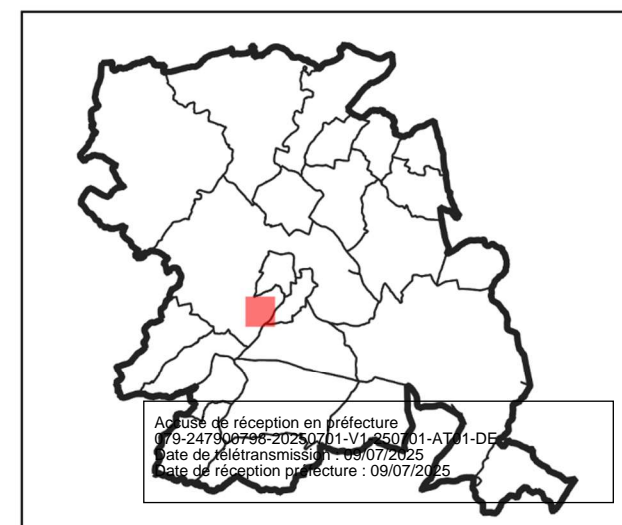 Accusé de réception en préfecture
079-247900798-20250701-V1-250701-AT01-DE
Date de télétransmission : 09/07/2025
Date de réception préfecture : 09/07/2025